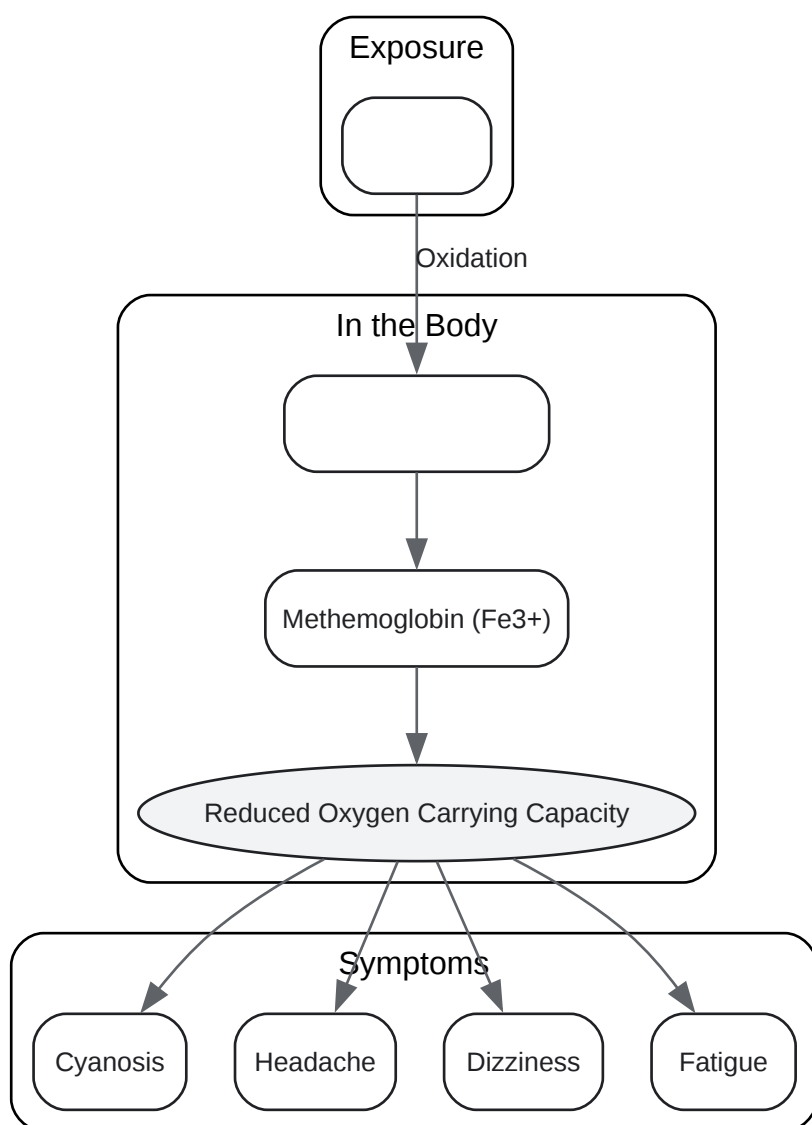 Exposure
Oxidation
In the Body
Methemoglobin (Fe3+)
Reduced Oxygen Carrying Capacity
Symptoms
Cyanosis
Headache
Dizziness
Fatigue